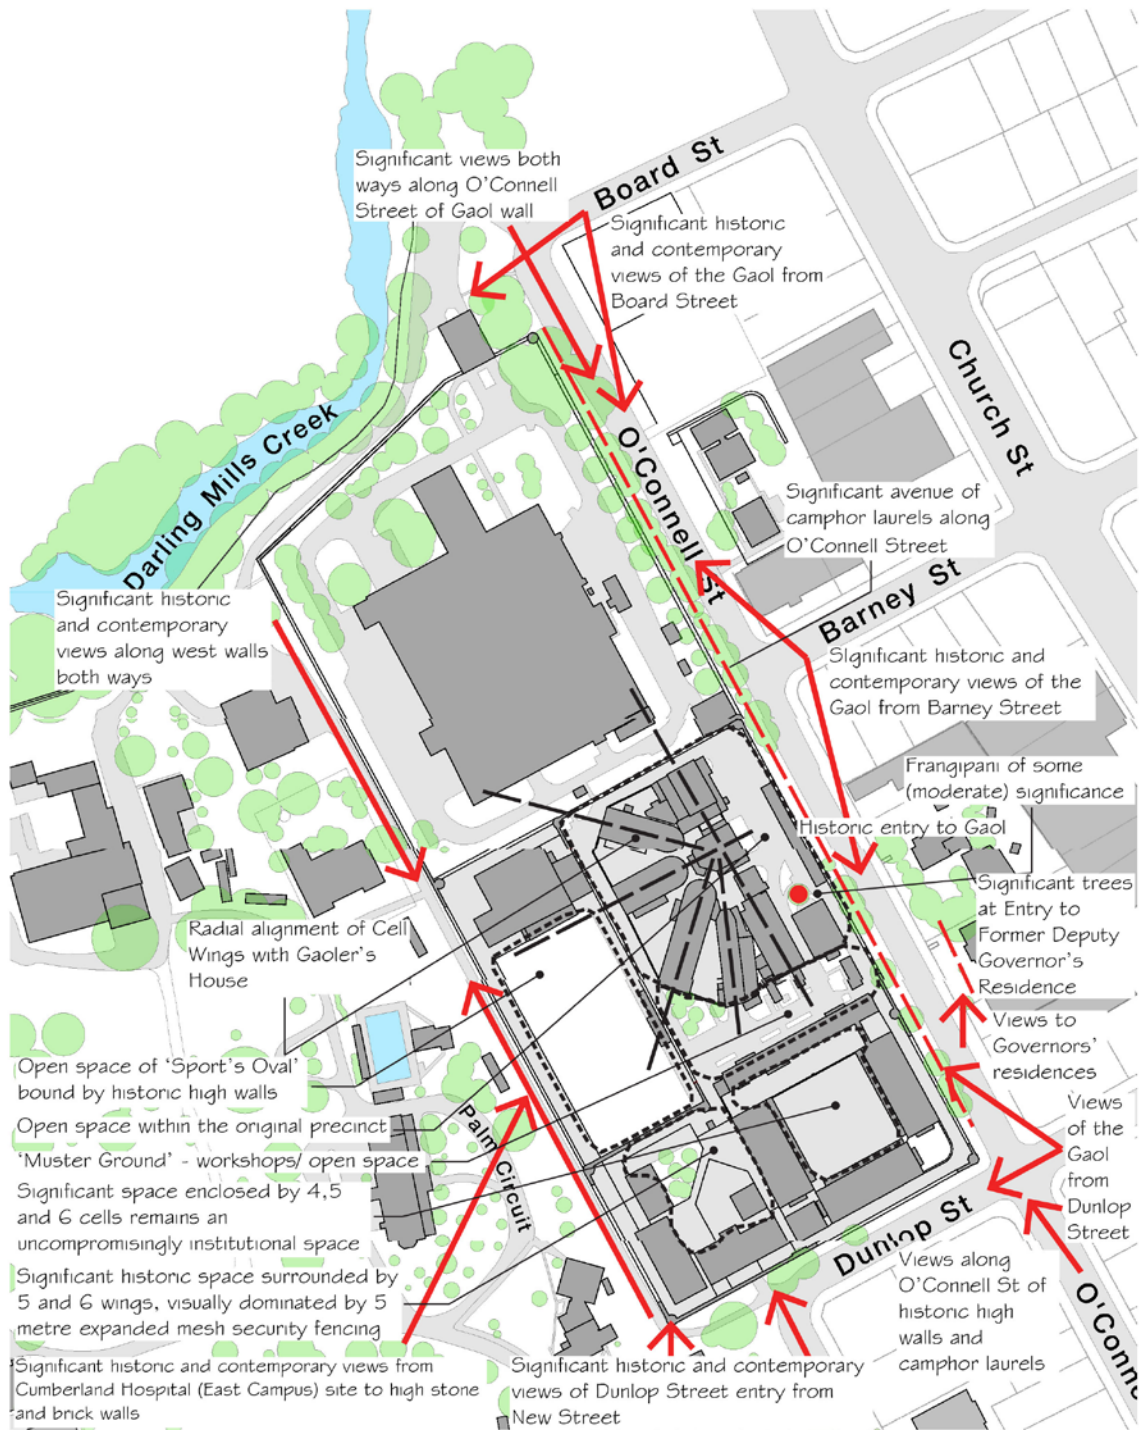 Significant views both
ways along O'Connell
Street of Gaol wall
Board St
Significant historic
and contemporary
views of the Gaol from
Board Street
Church St
Darling Mills Creek
O'Connell St
Significant avenue of
camphor laurels along
O'Connell Street
Barney St
Significant historic
and contemporary
views along west walls
both ways
SIgnificant historic and
contemporary views of the
Gaol from Barney Street
Frangipani of some
(moderate) significance
Historic entry to Gaol
Significant trees
at Entry to
Former Deputy
Governor's
Residence
Radial alignment of Cell
Wings with Gaoler's
House
Views to
Governors'
residences
Open space of 'Sport's Oval'
bound by historic high walls
Open space within the original precinct
'Muster Ground' - workshops/ open space
Palm Circuit
Views
of the
Gaol
from
Dunlop
Street
Significant space enclosed by 4,5
and 6 cells remains an
uncompromisingly institutional space
Dunlop St
Significant historic space surrounded by
5 and 6 wings, visually dominated by 5
metre expanded mesh security fencing
Views along
O'Connell St of
historic high
walls and
camphor laurels
O'Conn
Significant historic and contemporary views from
Cumberland Hospital (East Campus) site to high stone
and brick walls
Significant historic and contemporary
views of Dunlop Street entry from
New Street